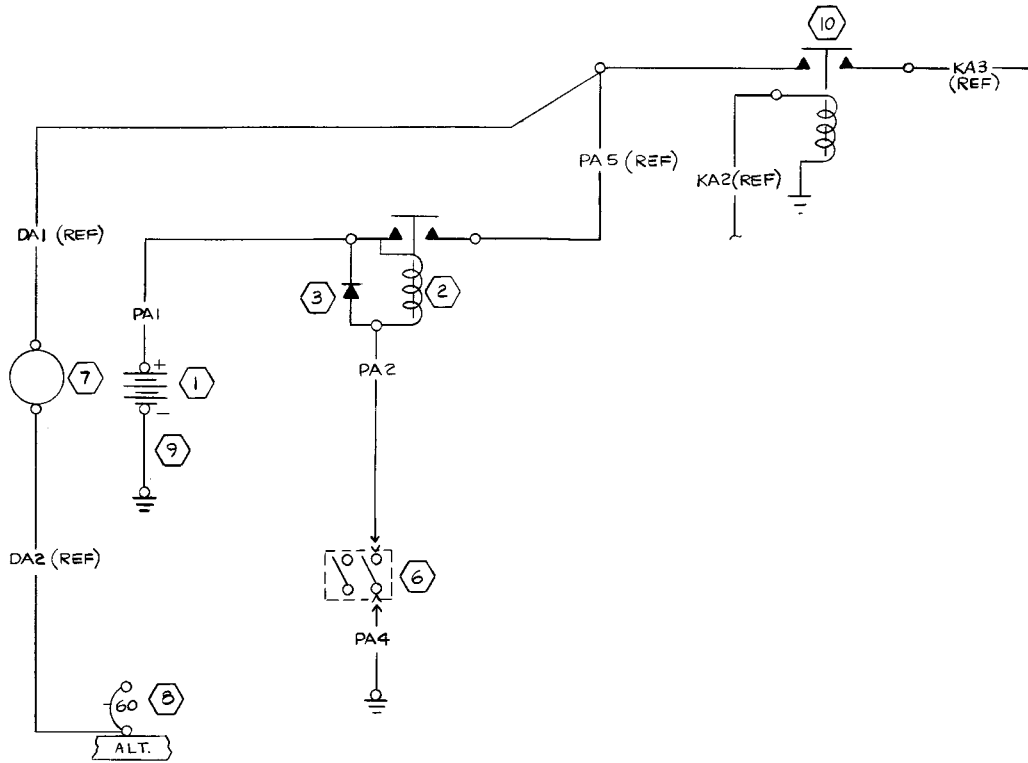 10
KA3
(REF)
PA5 (REF)
KA2(REF)
DA1 (REF)
3
2
PA1
PA2
7
+
1
−
9
DA2 (REF)
6
PA4
60
8
ALT.